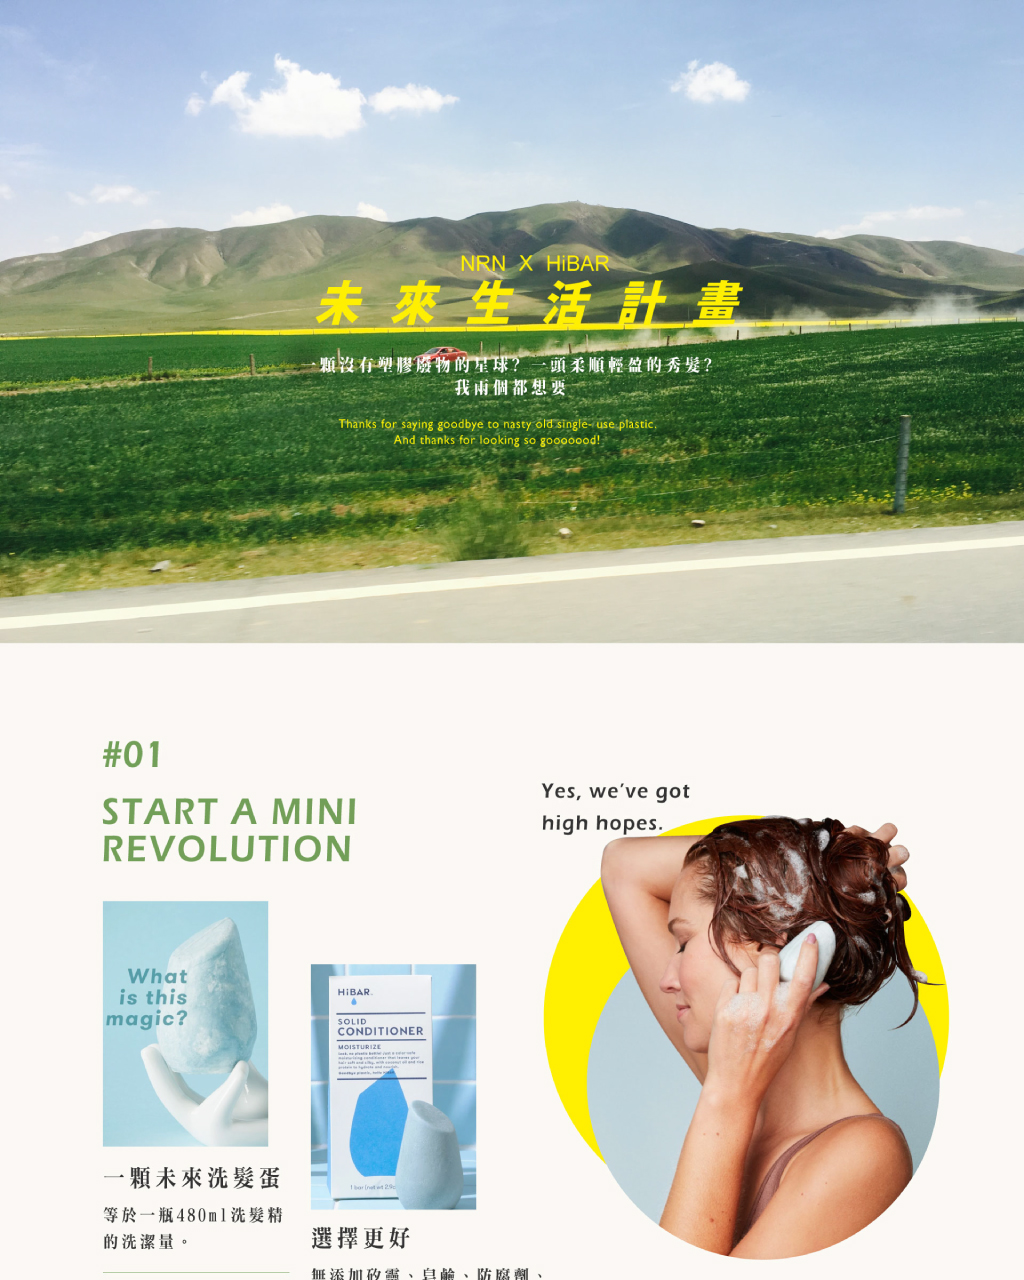 NRN X HiBAR
未來生活計畫
一顆沒有塑膠廢物的星球？一頭柔順輕盈的秀髮？
我兩個都想要
Thanks for saying goodbye to nasty old single- use plastic.
And thanks for looking so gooooood!
#01
START A MINI
REVOLUTION
Yes, we've got
high hopes.
What
is this
magic?
HiBAR.
SOLID
CONDITIONER
MOISTURIZE
一顆未來洗髮蛋
等於一瓶480ml洗髮精
的洗潔量。
選擇更好
無添加矽靈、皂鹼、防腐劑、